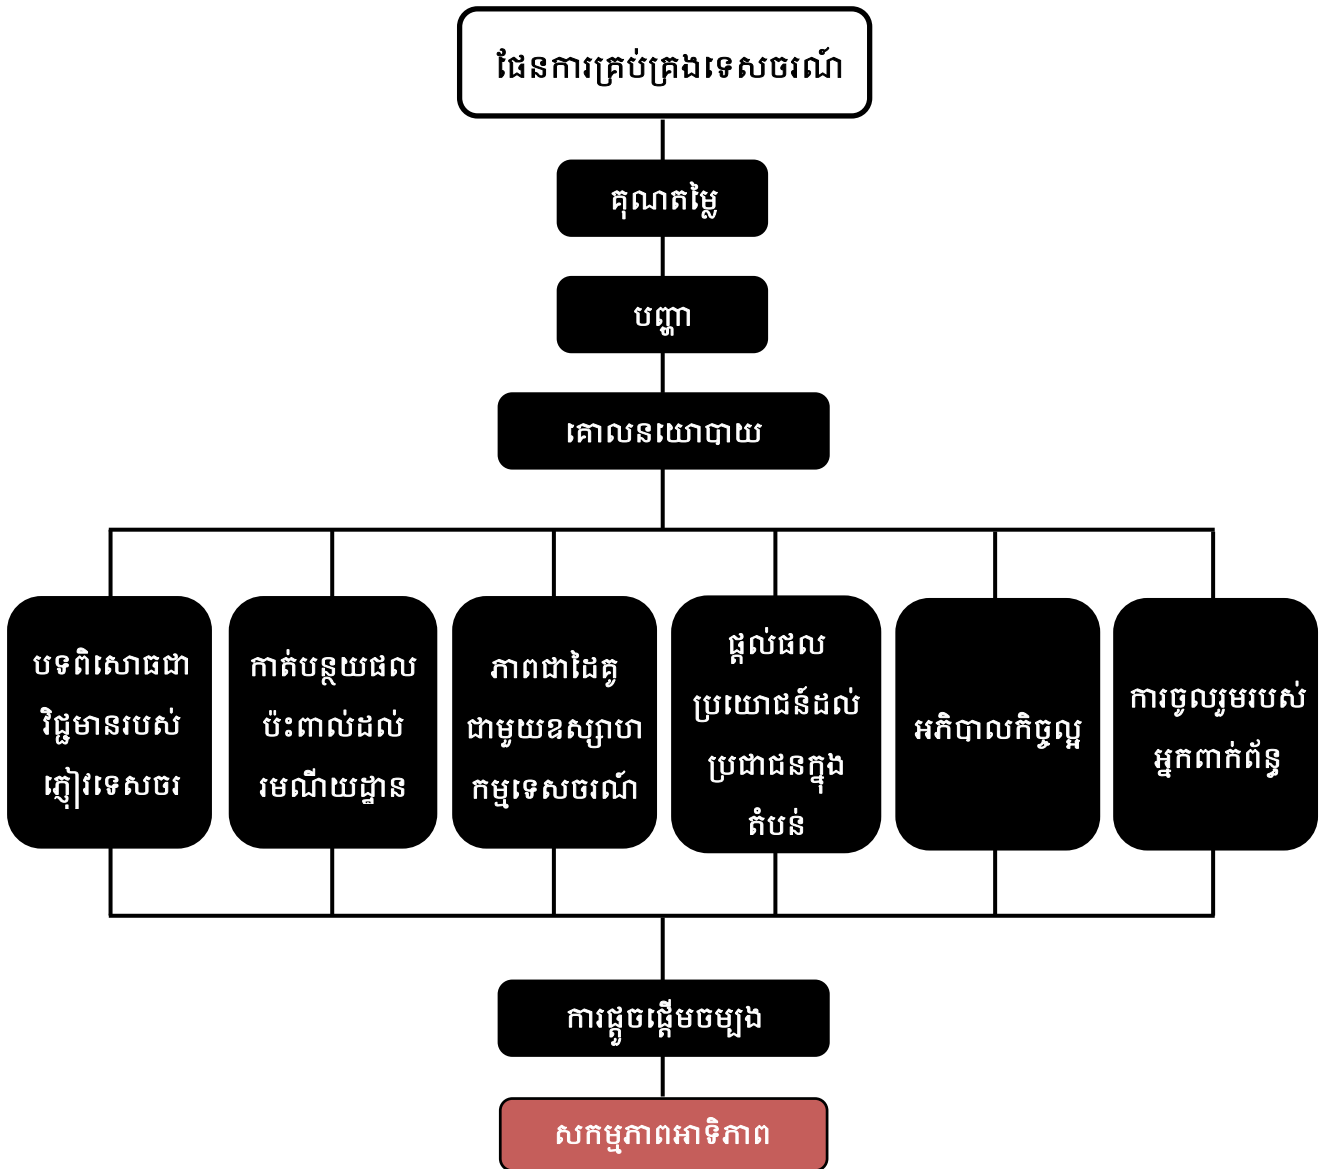 ផែនការគ្រប់គ្រងទេសចរណ៍
គុណតម្លៃ
បញ្ហា
គោលនយោបាយ
បទពិសោធជា
វិជ្ជមានរបស់
ភ្ញៀវទេសចរ
កាត់បន្ថយផល
ប៉ះពាល់ដល់
រមណីយដ្ឋាន
ភាពជាដៃគូ
ជាមួយឧស្សាហ
កម្មទេសចរណ៍
ផ្តល់ផល
ប្រយោជន៍ដល់
ប្រជាជនក្នុង
តំបន់
អភិបាលកិច្ចល្អ
ការចូលរួមរបស់
អ្នកពាក់ព័ន្ធ
ការផ្តួចផ្តើមចម្បង
សកម្មភាពអាទិភាព